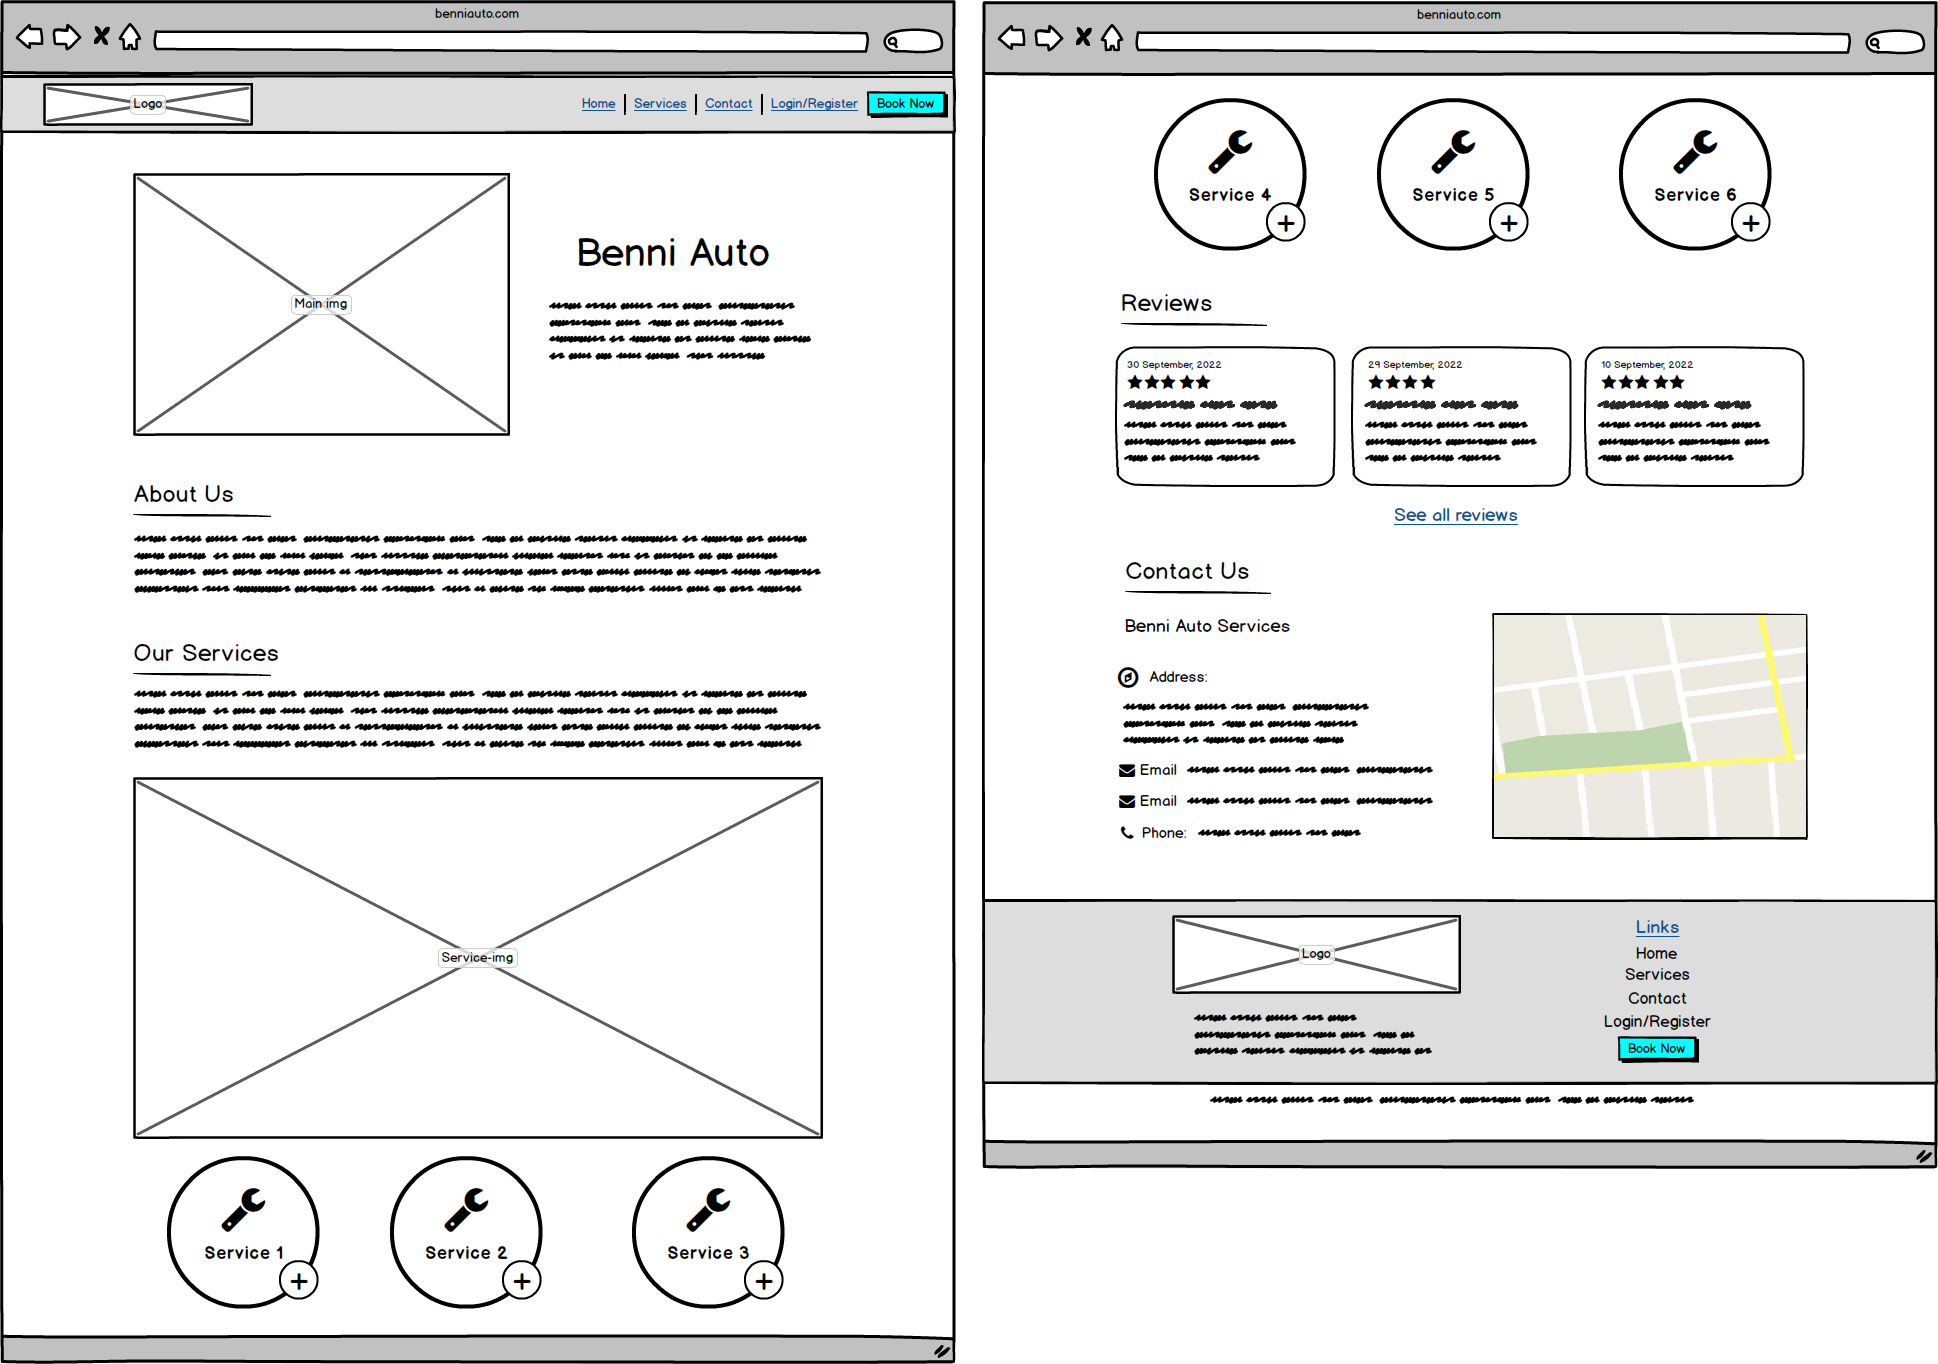 benniauto.com
Logo
Home | Services | Contact | Login/Register Book Now
Main img
Benni Auto
About Us
Our Services
Service-img
Service 1
Service 2
Service 3
benniauto.com
Service 4
Service 5
Service 6
Reviews
30 September, 2022
29 September, 2022
10 September, 2022
See all reviews
Contact Us
Benni Auto Services
Address:
Email
Email
Phone:
Logo
Links
Home
Services
Contact
Login/Register
Book Now